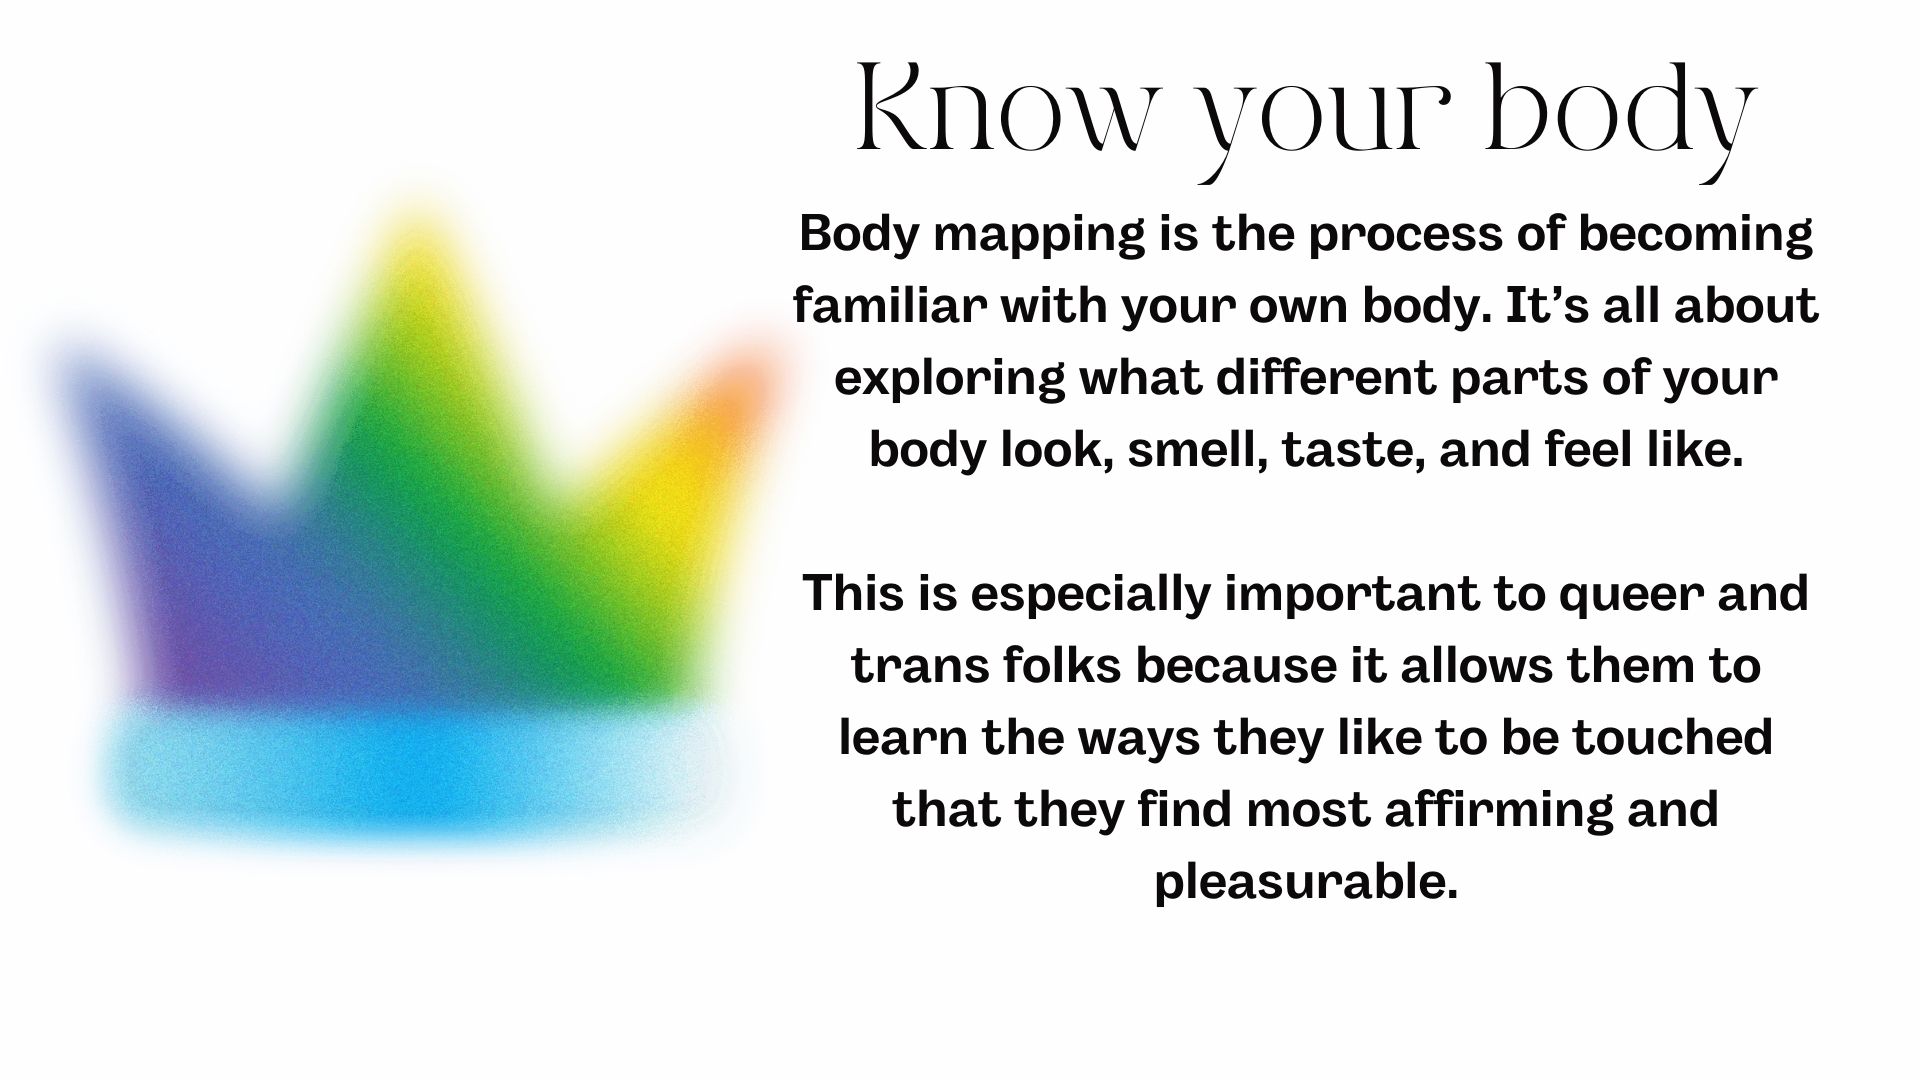 Know your body
Body mapping is the process of becoming
familiar with your own body. It’s all about
exploring what different parts of your
body look, smell, taste, and feel like.
This is especially important to queer and
trans folks because it allows them to
learn the ways they like to be touched
that they find most affirming and
pleasurable.